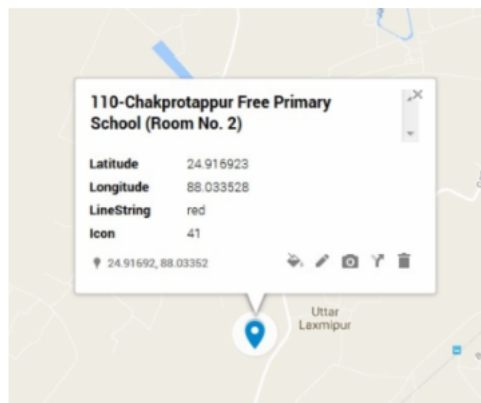 110-Chakprotappur Free Primary
School (Room No. 2)
Latitude 24.916923
Longitude 88.033528
LineString red
Icon 41
24.91692, 88.03352
Uttar
Laxmipur